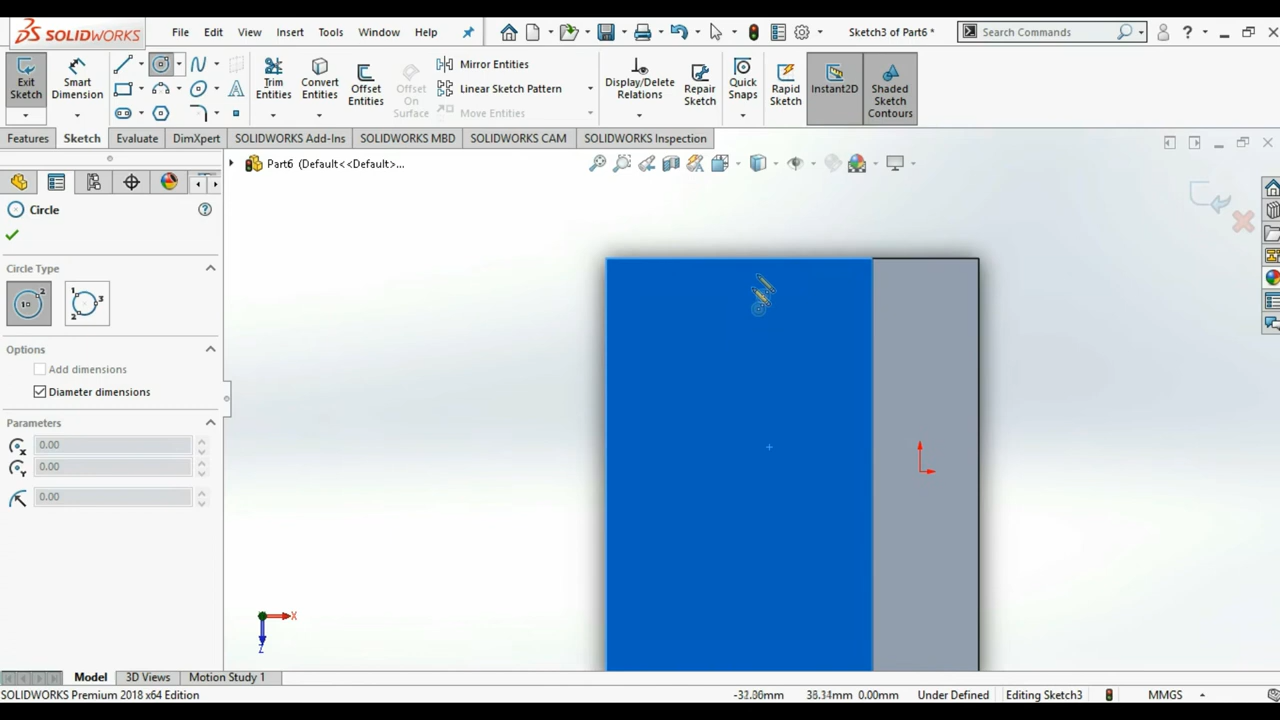 SOLIDWORKS
File Edit View Insert Tools Window Help
Sketch3 of Part6 *
Search Commands
?
Exit Sketch
Smart Dimension
Trim Entities
Convert Entities
Offset Entities
Offset On Surface
Mirror Entities
Linear Sketch Pattern
Move Entities
Display/Delete Relations
Repair Sketch
Quick Snaps
Rapid Sketch
Instant2D
Shaded Sketch Contours
Features Sketch Evaluate DimXpert SOLIDWORKS Add-Ins SOLIDWORKS MBD SOLIDWORKS CAM SOLIDWORKS Inspection
Part6 (Default<<Default>...
Circle
?
Circle Type
Options
Add dimensions
Diameter dimensions
Parameters
0.00
0.00
0.00
X
Z
Model 3D Views Motion Study 1
SOLIDWORKS Premium 2018 x64 Edition
38.14mm 0.00mm Under Defined Editing Sketch3 MMGS